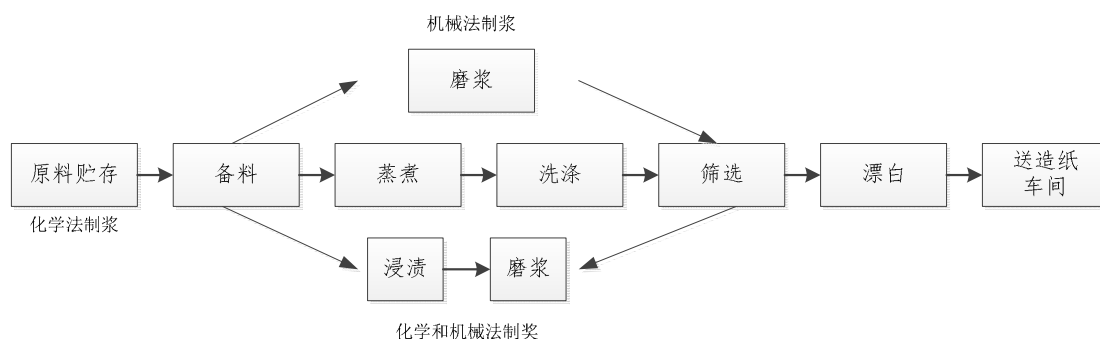 机械法制浆
磨浆
原料贮存
备料
蒸煮
洗涤
筛选
漂白
送造纸
车间
化学法制浆
浸渍
磨浆
化学和机械法制奖